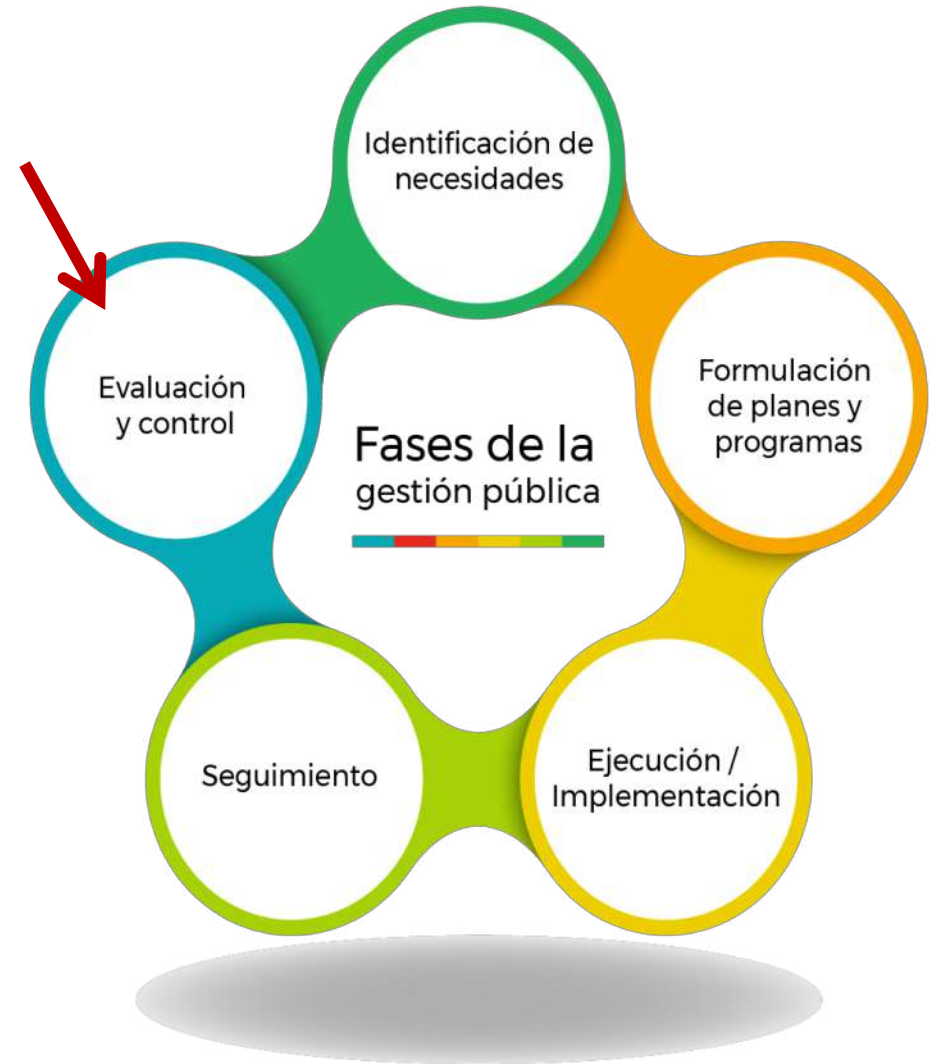 Identificación de
necesidades
Formulación
de planes y
programas
Ejecución /
Implementación
Seguimiento
Evaluación
y control
Fases de la
gestión pública